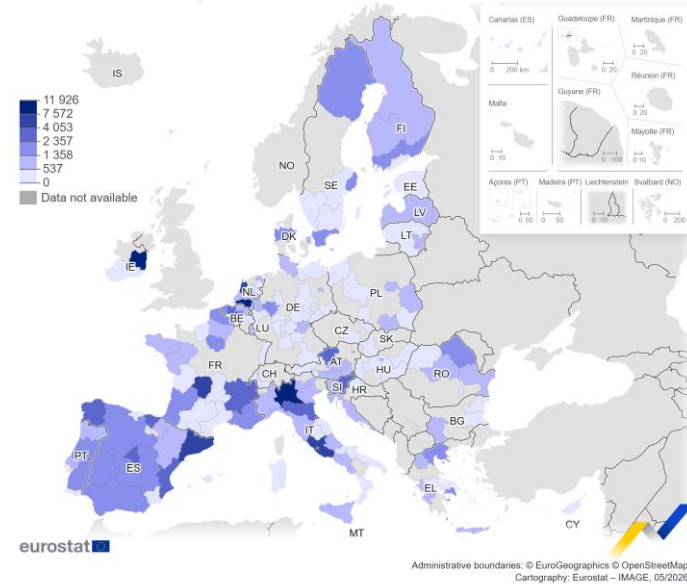 Canarias (ES)
0 200 km
Guadeloupe (FR)
0 20
Martinique (FR)
0 20
Réunion (FR)
0 20
Malta
0 10
Guyane (FR)
0 100
Mayotte (FR)
0 10
Açores (PT)
0 50
Madeira (PT)
0 50
Liechtenstein
0 10
Svalbard (NO)
0 200
11 926
7 572
4 053
2 357
1 358
537
0
Data not available
IS
FI
NO
SE
EE
LV
LT
DK
IE
NL
BE
DE
PL
LU
CZ
SK
FR
CH
AT
HU
RO
SI
HR
IT
BG
PT
ES
EL
MT
CY
eurostat
Administrative boundaries: © EuroGeographics © OpenStreetMap
Cartography: Eurostat – IMAGE, 05/2026